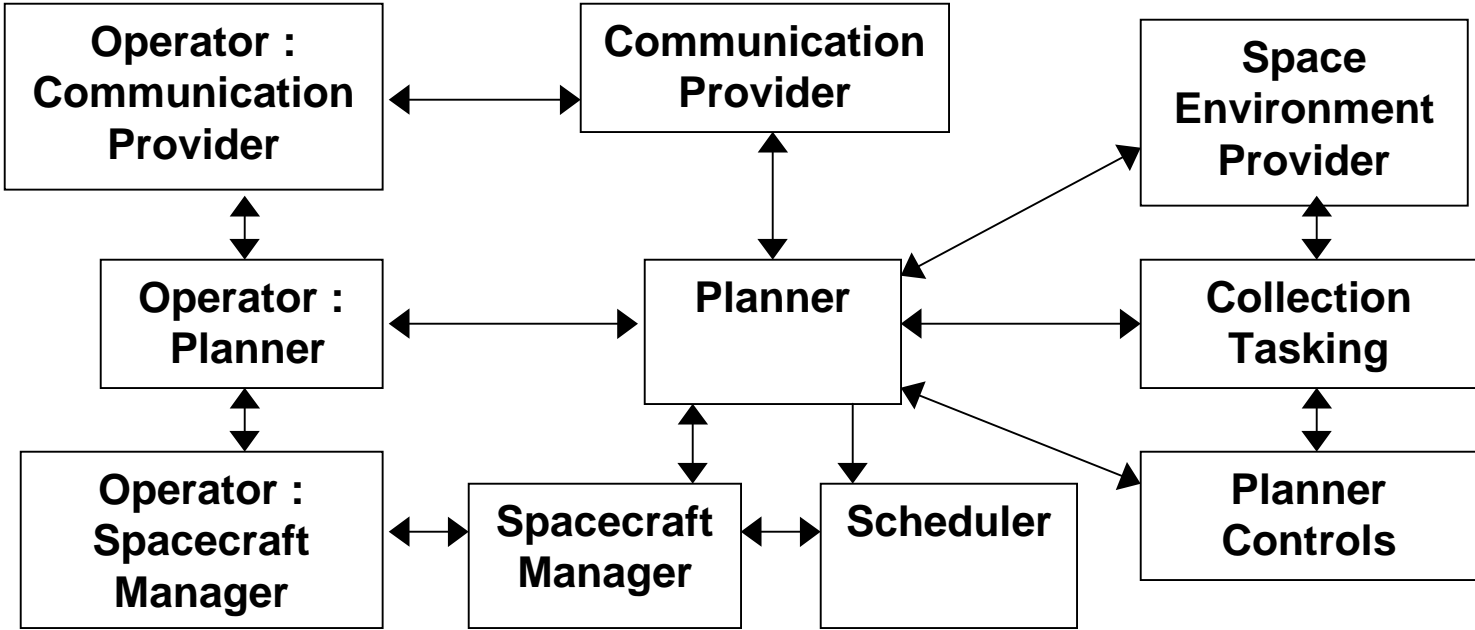 Operator :
Communication
Provider
Communication
Provider
Space
Environment
Provider
Operator :
Planner
Planner
Collection
Tasking
Operator :
Spacecraft
Manager
Spacecraft
Manager
Scheduler
Planner
Controls